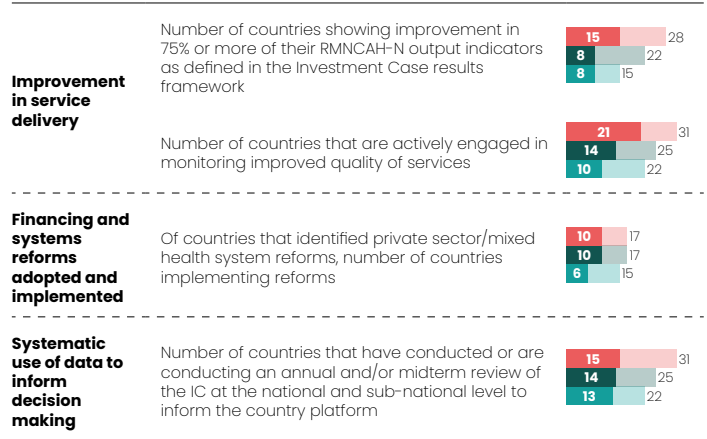 Improvement
in service
delivery
Number of countries showing improvement in
75% or more of their RMNCAH-N output indicators
as defined in the Investment Case results
framework
15 28
8 22
8 15
Number of countries that are actively engaged in
monitoring improved quality of services
21 31
14 25
10 22
Financing and
systems
reforms
adopted and
implemented
Of countries that identified private sector/mixed
health system reforms, number of countries
implementing reforms
10 17
10 17
6 15
Systematic
use of data to
inform
decision
making
Number of countries that have conducted or are
conducting an annual and/or midterm review of
the IC at the national and sub-national level to
inform the country platform
15 31
14 25
13 22